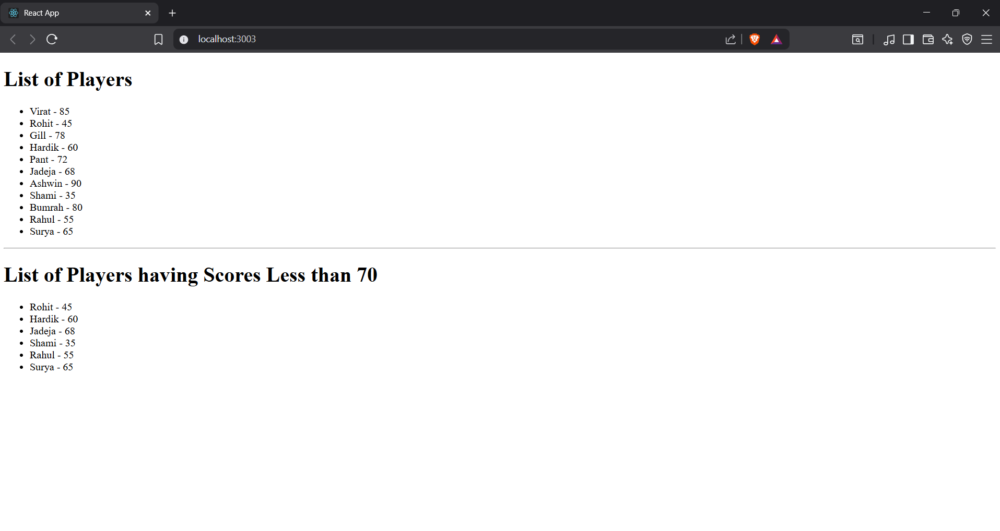 React App
localhost:3003
List of Players
Virat - 85
Rohit - 45
Gill - 78
Hardik - 60
Pant - 72
Jadeja - 68
Ashwin - 90
Shami - 35
Bumrah - 80
Rahul - 55
Surya - 65
List of Players having Scores Less than 70
Rohit - 45
Hardik - 60
Jadeja - 68
Shami - 35
Rahul - 55
Surya - 65